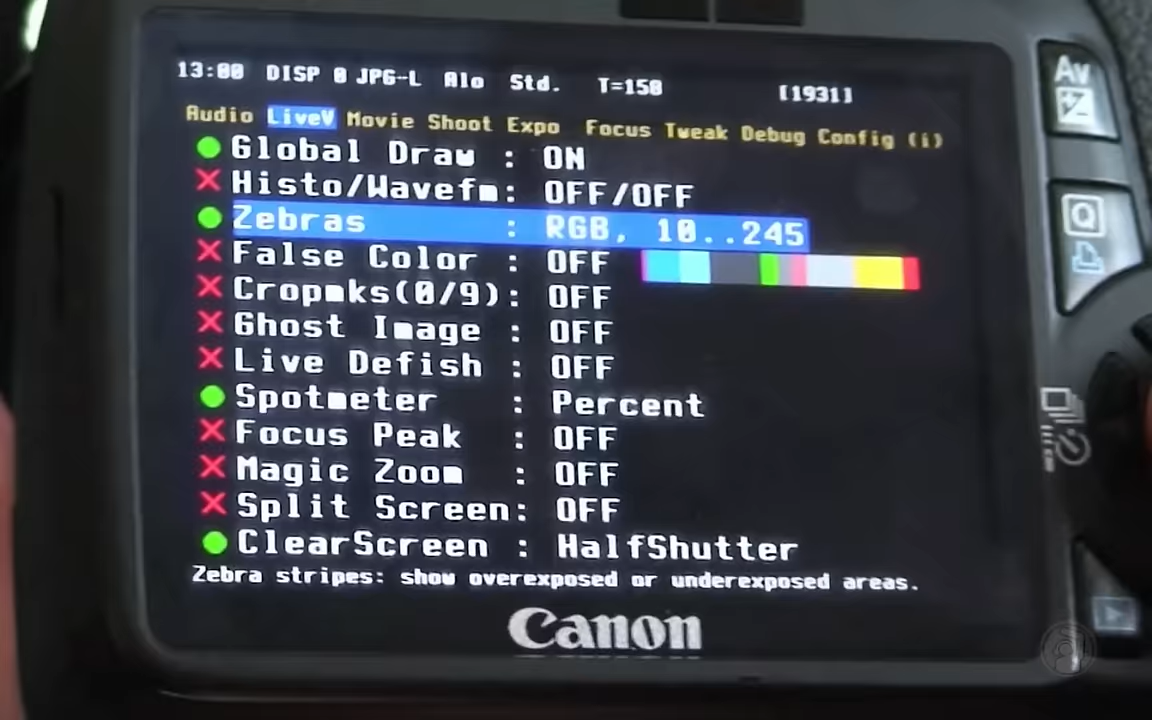 13:00 DISP 0 JPG-L Alo Std. T=150 [1931]
Audio LiveV Movie Shoot Expo Focus Tweak Debug Config (i)
Global Draw : ON
Histo/Wavefm: OFF/OFF
Zebras : RGB, 10..245
False Color : OFF
Cropmks(0/9): OFF
Ghost Image : OFF
Live Defish : OFF
Spotmeter : Percent
Focus Peak : OFF
Magic Zoom : OFF
Split Screen: OFF
ClearScreen : HalfShutter
Zebra stripes: show overexposed or underexposed areas.
Canon
Av
Q